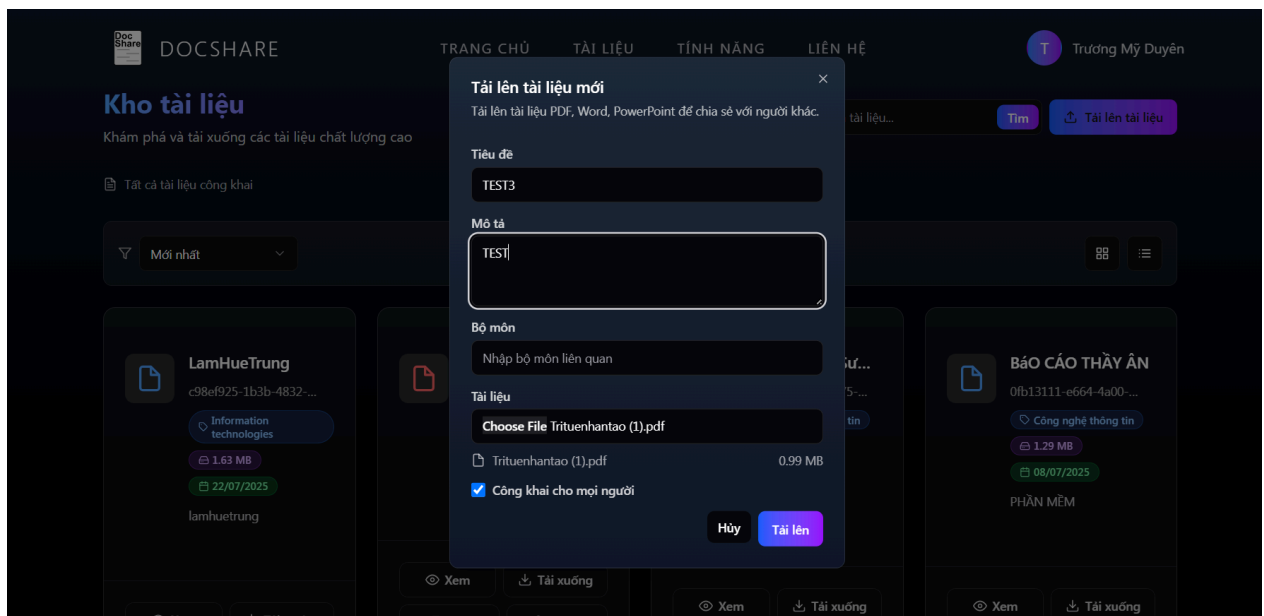 Doc
Share
DOCSHARE
TRANG CHỦ
TÀI LIỆU
TÍNH NĂNG
LIÊN HỆ
T
Trương Mỹ Duyên
Kho tài liệu
Khám phá và tải xuống các tài liệu chất lượng cao
tài liệu...
Tìm
Tải lên tài liệu
Tất cả tài liệu công khai
Mới nhất
Tải lên tài liệu mới
Tải lên tài liệu PDF, Word, PowerPoint để chia sẻ với người khác.
Tiêu đề
TEST3
Mô tả
TEST
Bộ môn
Nhập bộ môn liên quan
Tài liệu
Choose File Trituenhantao (1).pdf
Trituenhantao (1).pdf
0.99 MB
Công khai cho mọi người
Hủy
Tải lên
LamHueTrung
c98ef925-1b3b-4832-...
Information
technologies
1.63 MB
22/07/2025
lamhuetrung
Xem
Tải xuống
tin
Xem
Tải xuống
BáO CÁO THẦY ÂN
0fb13111-e664-4a00-...
Công nghệ thông tin
1.29 MB
08/07/2025
PHẦN MỀM
Xem
Tải xuống